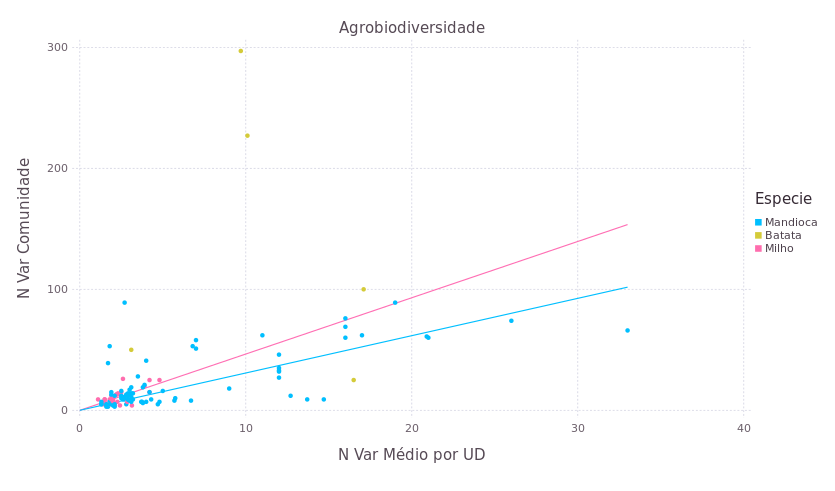 Agrobiodiversidade
N Var Comunidade
300
200
100
0
0 10 20 30 40
N Var Médio por UD
Especie
Mandioca
Batata
Milho